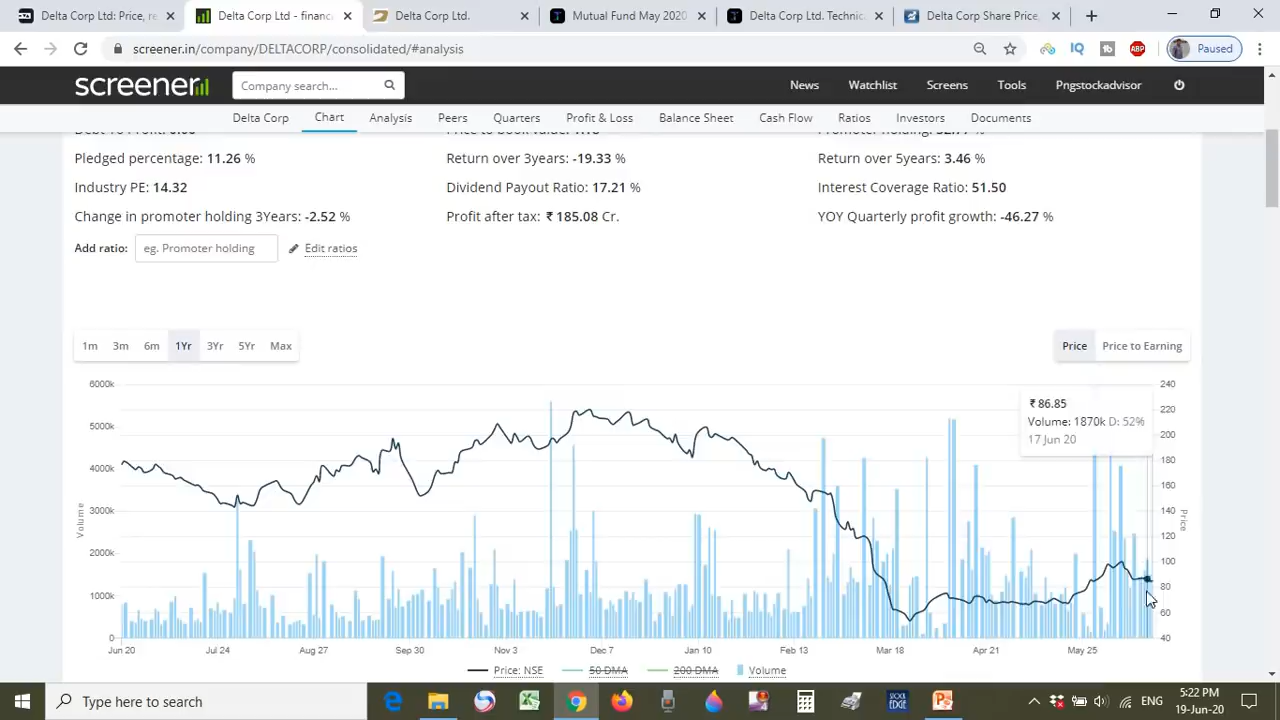 Delta Corp Ltd: Price, re
Delta Corp Ltd - financ
Delta Corp Ltd.
Mutual Fund May 2020
Delta Corp Ltd. Technic
Delta Corp Share Price,
screener.in/company/DELTACORP/consolidated/#analysis
IQ
ABP
Paused
screener
Company search...
News
Watchlist
Screens
Tools
Pngstockadvisor
Delta Corp
Chart
Analysis
Peers
Quarters
Profit & Loss
Balance Sheet
Cash Flow
Ratios
Investors
Documents
Pledged percentage: 11.26 %
Return over 3years: -19.33 %
Return over 5years: 3.46 %
Industry PE: 14.32
Dividend Payout Ratio: 17.21 %
Interest Coverage Ratio: 51.50
Change in promoter holding 3Years: -2.52 %
Profit after tax: ₹ 185.08 Cr.
YOY Quarterly profit growth: -46.27 %
Add ratio:
eg. Promoter holding
Edit ratios
1m
3m
6m
1Yr
3Yr
5Yr
Max
Price
Price to Earning
6000k
5000k
4000k
3000k
2000k
1000k
0
Volume
240
220
200
180
160
140
120
100
80
60
40
Price
₹ 86.85
Volume: 1870k D: 52%
17 Jun 20
Jun 20
Jul 24
Aug 27
Sep 30
Nov 3
Dec 7
Jan 10
Feb 13
Mar 18
Apr 21
May 25
Price: NSE
50 DMA
200 DMA
Volume
Type here to search
STOCK EDGE
ENG
5:22 PM
19-Jun-20